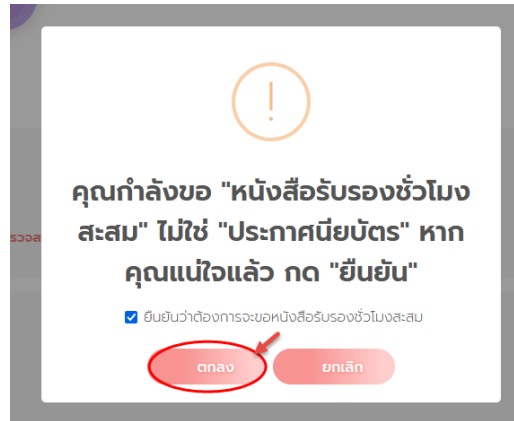 คุณกำลังขอ "หนังสือรับรองชั่วโมง
สะสม" ไม่ใช่ "ประกาศนียบัตร" หาก
คุณแน่ใจแล้ว กด "ยืนยัน"
ยืนยันว่าต้องการจะขอหนังสือรับรองชั่วโมงสะสม
ตกลง ยกเลิก